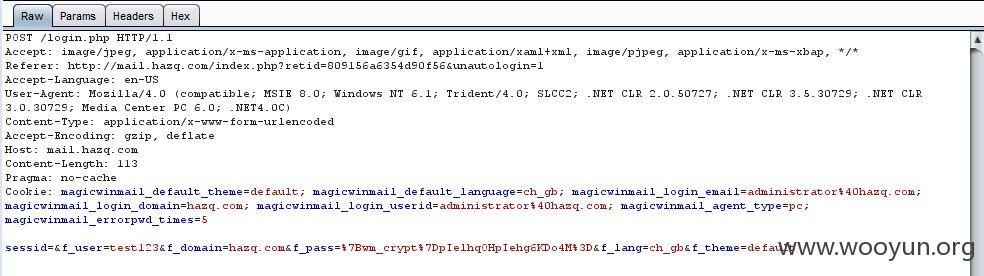 Raw Params Headers Hex
POST /login.php HTTP/1.1
Accept: image/jpeg, application/x-ms-application, image/gif, application/xaml+xml, image/pjpeg, application/x-ms-xbap, */*
Referer: http://mail.hazq.com/index.php?retid=809156a6354d90f56&unautologin=1
Accept-Language: en-US
User-Agent: Mozilla/4.0 (compatible; MSIE 8.0; Windows NT 6.1; Trident/4.0; SLCC2; .NET CLR 2.0.50727; .NET CLR 3.5.30729; .NET CLR
3.0.30729; Media Center PC 6.0; .NET4.0C)
Content-Type: application/x-www-form-urlencoded
Accept-Encoding: gzip, deflate
Host: mail.hazq.com
Content-Length: 113
Pragma: no-cache
Cookie: magicwinmail_default_theme=default; magicwinmail_default_language=ch_gb; magicwinmail_login_email=administrator%40hazq.com;
magicwinmail_login_domain=hazq.com; magicwinmail_login_userid=administrator%40hazq.com; magicwinmail_agent_type=pc;
magicwinmail_errorpwd_times=5
sessid=&f_user=test123&f_domain=hazq.com&f_pass=%7Bwm_crypt%7DpIelhq0HpIehg6KDo4M%3D&f_lang=ch_gb&f_theme=default
www.wooyun.org